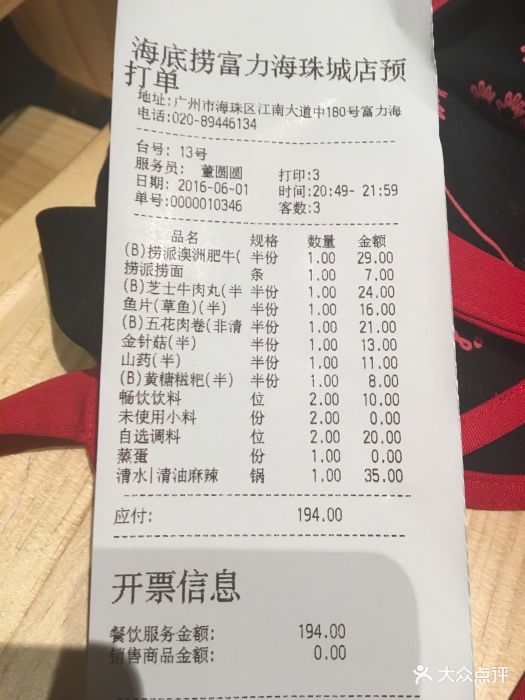 海底捞富力海珠城店预
打单
地址:广州市海珠区江南大道中180号富力海
电话:020-89446134
台号: 13号
服务员: 董圆圆 打印:3
日期: 2016-06-01 时间:20:49- 21:59
单号:0000010346 客数:3
品名 规格 数量 金额
(B)捞派澳洲肥牛( 半份 1.00 29.00
捞派捞面 条 1.00 7.00
(B)芝士牛肉丸(半 半份 1.00 24.00
鱼片(草鱼)(半) 半份 1.00 16.00
(B)五花肉卷(非清 半份 1.00 21.00
金针菇(半) 半份 1.00 13.00
山药(半) 半份 1.00 11.00
(B)黄糖糍粑(半) 半份 1.00 8.00
畅饮饮料 位 2.00 10.00
未使用小料 份 2.00 0.00
自选调料 位 2.00 20.00
蒸蛋 份 1.00 0.00
清水|清油麻辣 锅 1.00 35.00
应付: 194.00
开票信息
餐饮服务金额: 194.00
销售商品金额: 0.00
大众点评